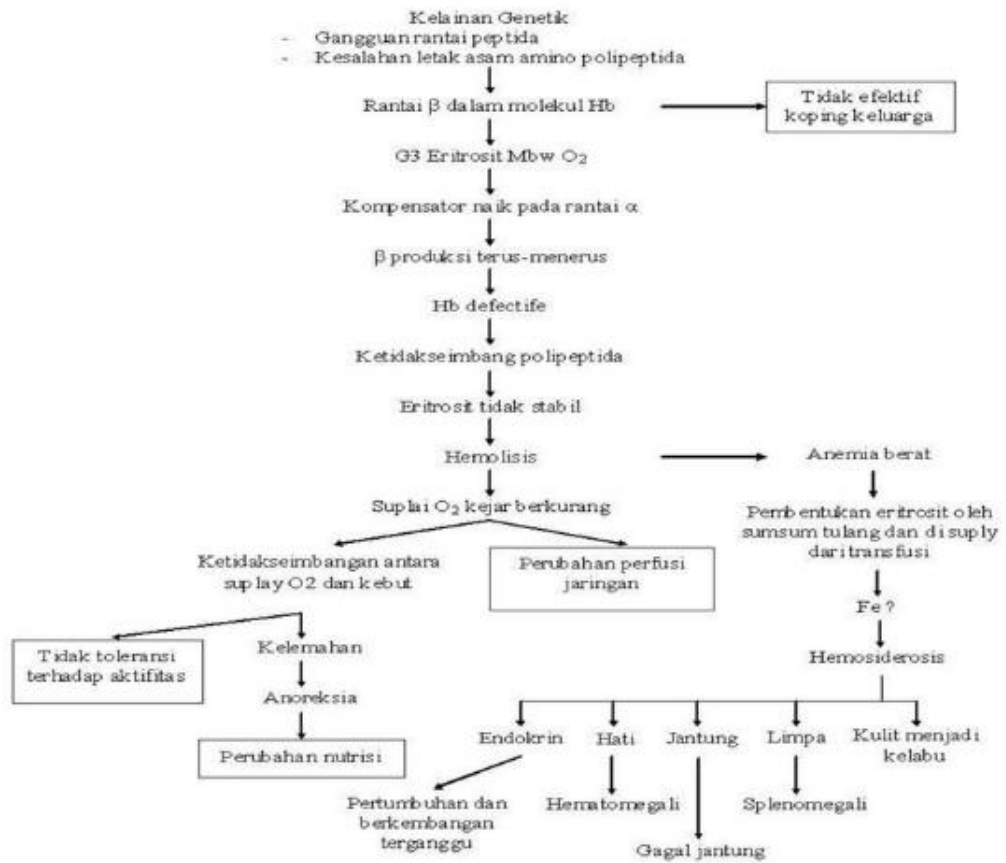 Kelainan Genetik
- Gangguan rantai peptida
- Kesalahan letak asam amino polipeptida
Rantai β dalam molekul Hb
Tidak efektif
koping keluarga
G3 Eritrosit Mbw O₂
Kompensator naik pada rantai α
β produksi terus-menerus
Hb defectife
Ketidakseimbang polipeptida
Eritrosit tidak stabil
Hemolisis
Anemia berat
Suplai O₂ kejar berkurang
Pembentukan eritrosit oleh
sumsum tulang dan disuply
dari transfusi
Ketidakseimbangan antara
suplay O2 dan kebut
Perubahan perfusi
jaringan
Fe ?
Tidak toleransi
terhadap aktifitas
Kelemahan
Hemosiderosis
Anoreksia
Perubahan nutrisi
Endokrin
Hati
Jantung
Limpa
Kulit menjadi
kelabu
Pertumbuhan dan
berkembangan
terganggu
Hematomegali
Splenomegali
Gagal jantung